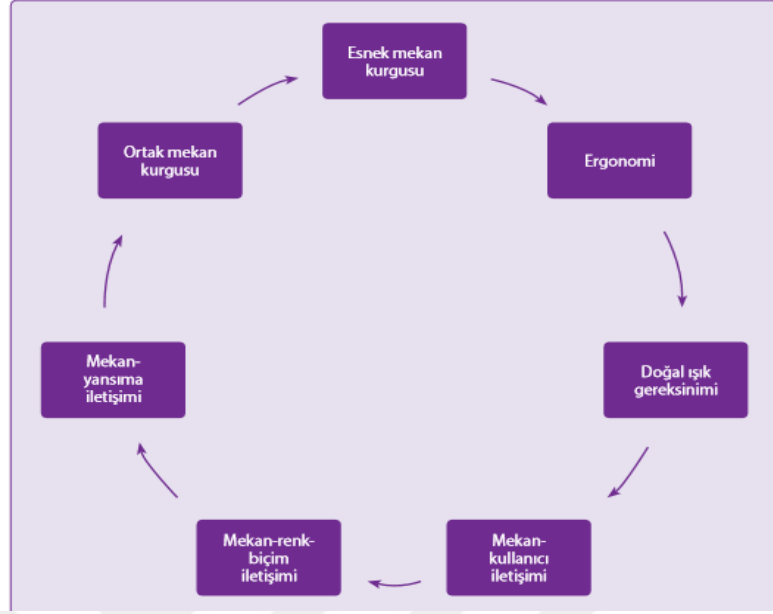 Esnek mekan
kurgusu
Ergonomi
Doğal ışık
gereksinimi
Mekan-
kullanıcı
iletişimi
Mekan-renk-
biçim
iletişimi
Mekan-
yansıma
iletişimi
Ortak mekan
kurgusu